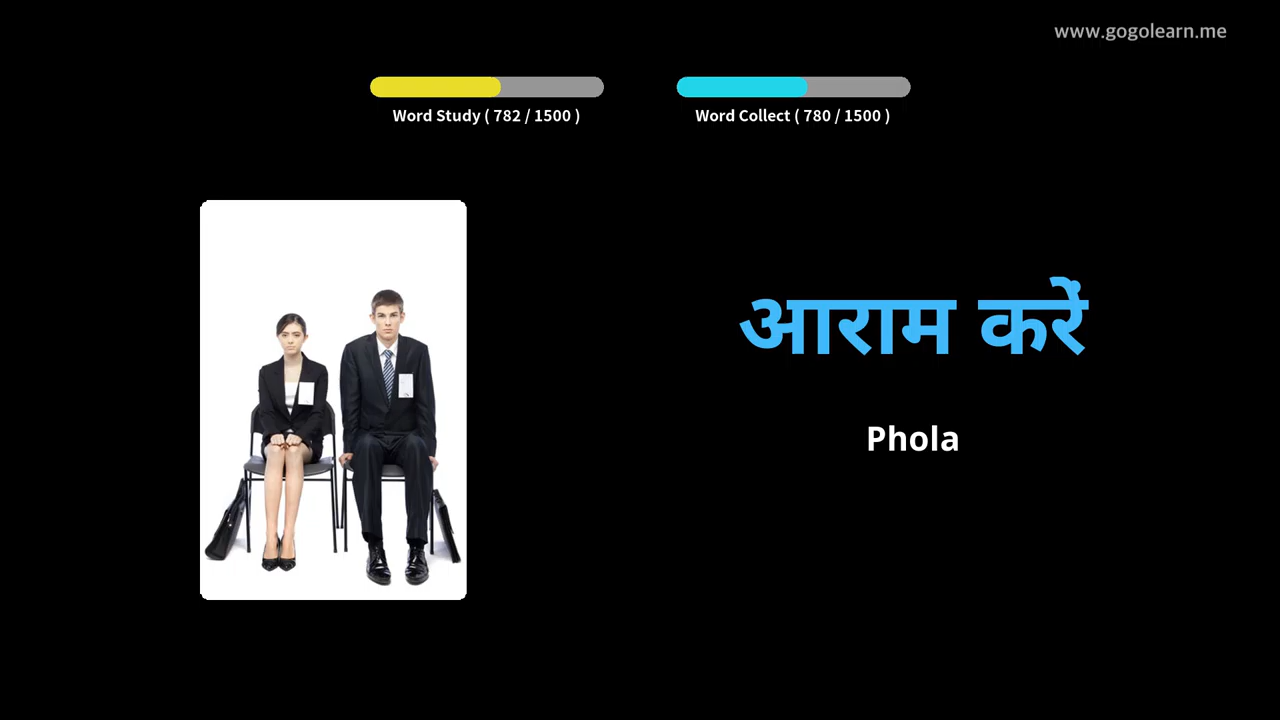 www.gogolearn.me
Word Study ( 782 / 1500 )
Word Collect ( 780 / 1500 )
आराम करें
Phola